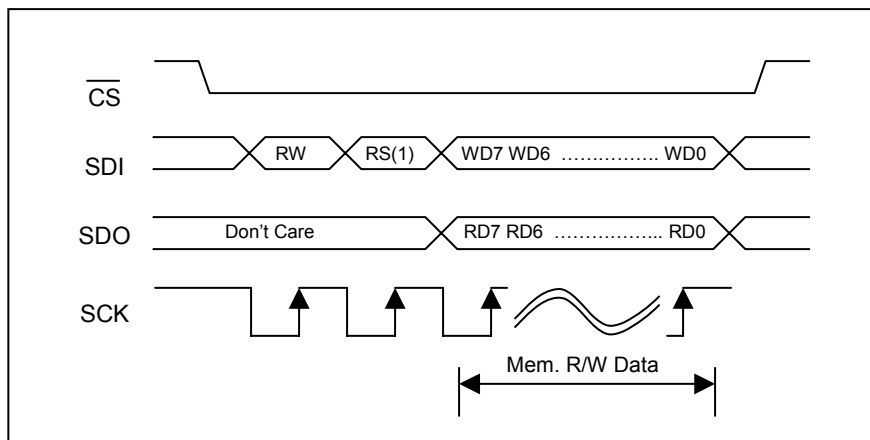 CS
SDI RW RS(1) WD7 WD6 ……………. WD0
SDO Don't Care RD7 RD6 ……………... RD0
SCK
Mem. R/W Data